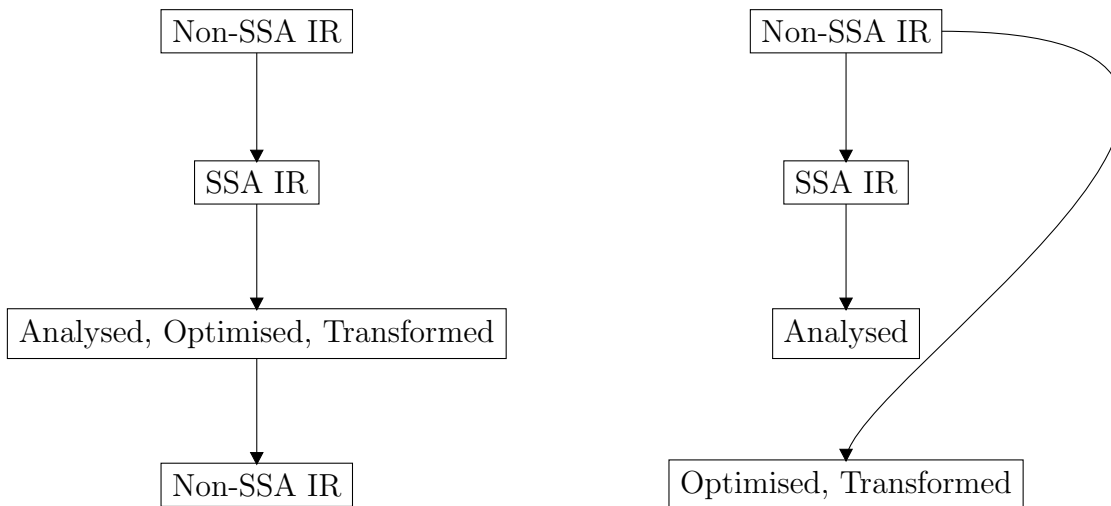 Non-SSA IR
SSA IR
Analysed, Optimised, Transformed
Non-SSA IR
Non-SSA IR
SSA IR
Analysed
Optimised, Transformed